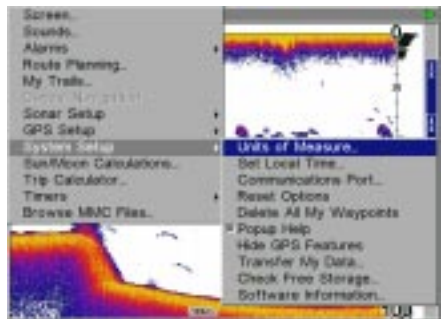 Screen...
Sounds...
Alarms
Route Planning...
My Trails...
Sonar Setup
GPS Setup
System Setup
Sun/Moon Calculations...
Trip Calculator...
Timers
Browse MMC Files...
Units of Measure...
Set Local Time...
Communications Port...
Reset Options
Delete All My Waypoints
Popup Help
Hide GPS Features
Transfer My Data...
Check Free Storage...
Software Information...